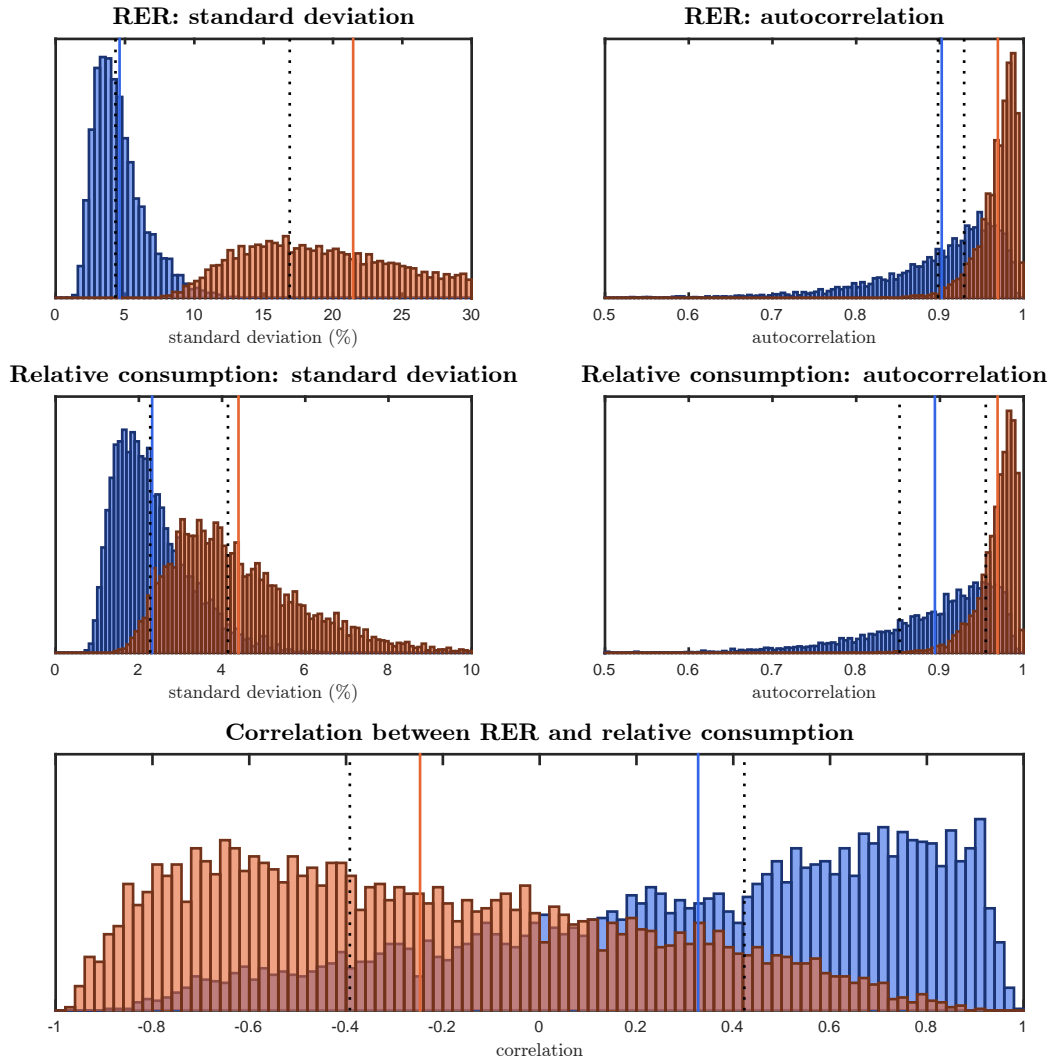 RER: standard deviation
RER: autocorrelation
0 5 10 15 20 25 30
0.5 0.6 0.7 0.8 0.9 1
standard deviation (%)
autocorrelation
Relative consumption: standard deviation
Relative consumption: autocorrelation
0 2 4 6 8 10
0.5 0.6 0.7 0.8 0.9 1
standard deviation (%)
autocorrelation
Correlation between RER and relative consumption
-1 -0.8 -0.6 -0.4 -0.2 0 0.2 0.4 0.6 0.8 1
correlation